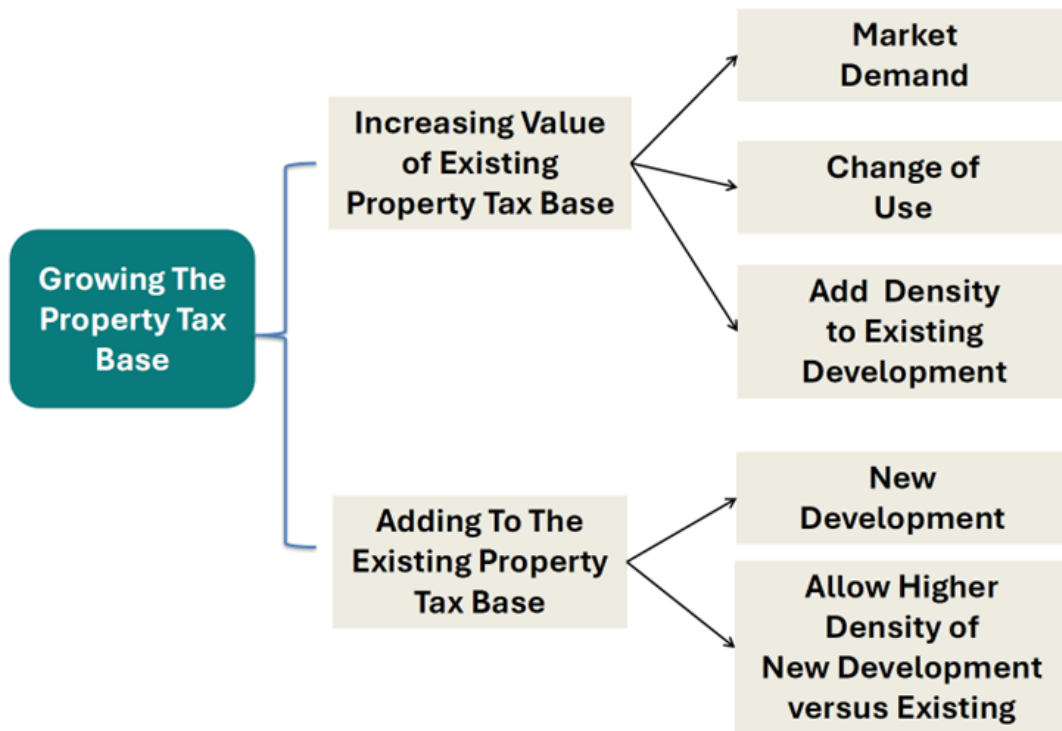 Growing The
Property Tax
Base
Increasing Value
of Existing
Property Tax Base
Market
Demand
Change of
Use
Add Density
to Existing
Development
Adding To The
Existing Property
Tax Base
New
Development
Allow Higher
Density of
New Development
versus Existing